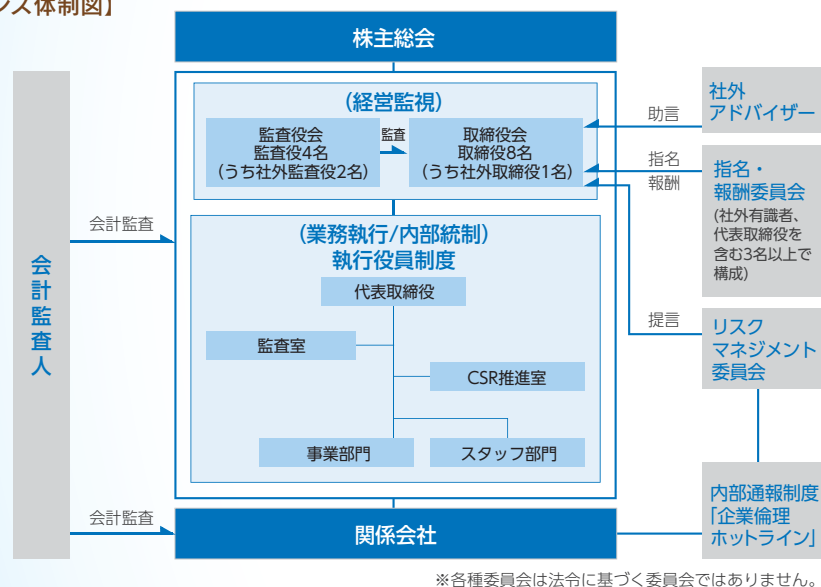 ンス体制図】
株主総会
(経営監視)
監査役会
監査役4名
(うち社外監査役2名)
監査
取締役会
取締役8名
(うち社外取締役1名)
助言
社外
アドバイザー
指名
報酬
指名・
報酬委員会
(社外有識者、
代表取締役を
含む3名以上で
構成)
会計監査
会計監査人
(業務執行/内部統制)
執行役員制度
代表取締役
監査室
CSR推進室
事業部門
スタッフ部門
提言
リスク
マネジメント
委員会
会計監査
関係会社
内部通報制度
「企業倫理
ホットライン」
※各種委員会は法令に基づく委員会ではありません。